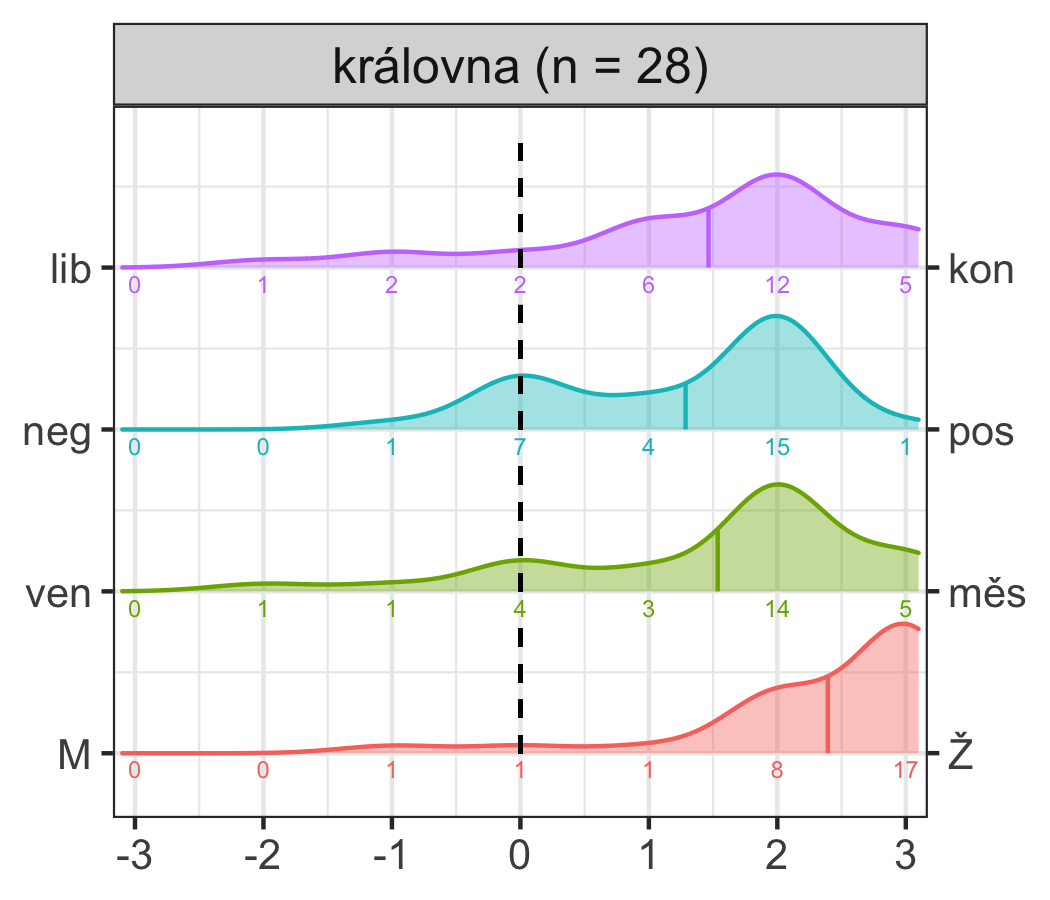 královna (n = 28)
lib kon
0 1 2 2 6 12 5
neg pos
0 0 1 7 4 15 1
ven měs
0 1 1 4 3 14 5
M Ž
0 0 1 1 1 8 17
-3 -2 -1 0 1 2 3